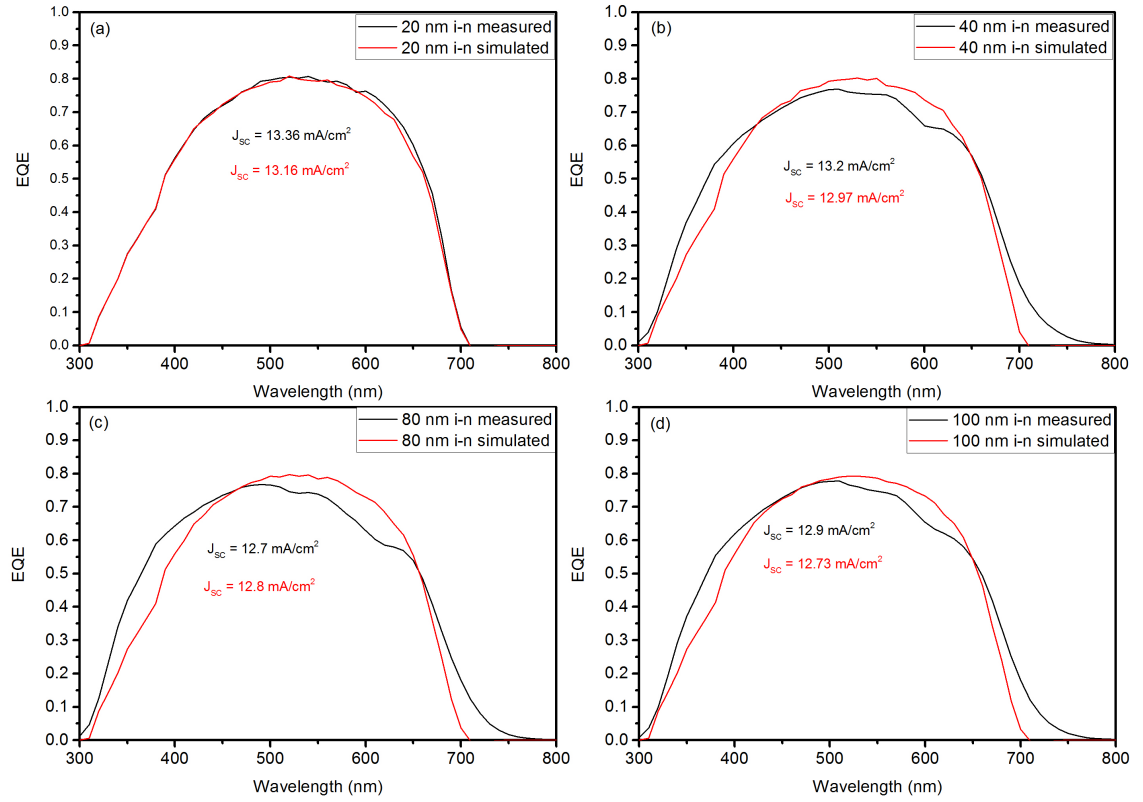 (a)
20 nm i-n measured
20 nm i-n simulated
J_SC = 13.36 mA/cm²
J_SC = 13.16 mA/cm²
EQE
1.0
0.9
0.8
0.7
0.6
0.5
0.4
0.3
0.2
0.1
0.0
300 400 500 600 700 800
Wavelength (nm)
(b)
40 nm i-n measured
40 nm i-n simulated
J_SC = 13.2 mA/cm²
J_SC = 12.97 mA/cm²
EQE
1.0
0.9
0.8
0.7
0.6
0.5
0.4
0.3
0.2
0.1
0.0
300 400 500 600 700 800
Wavelength (nm)
(c)
80 nm i-n measured
80 nm i-n simulated
J_SC = 12.7 mA/cm²
J_SC = 12.8 mA/cm²
EQE
1.0
0.9
0.8
0.7
0.6
0.5
0.4
0.3
0.2
0.1
0.0
300 400 500 600 700 800
Wavelength (nm)
(d)
100 nm i-n measured
100 nm i-n simulated
J_SC = 12.9 mA/cm²
J_SC = 12.73 mA/cm²
EQE
1.0
0.9
0.8
0.7
0.6
0.5
0.4
0.3
0.2
0.1
0.0
300 400 500 600 700 800
Wavelength (nm)